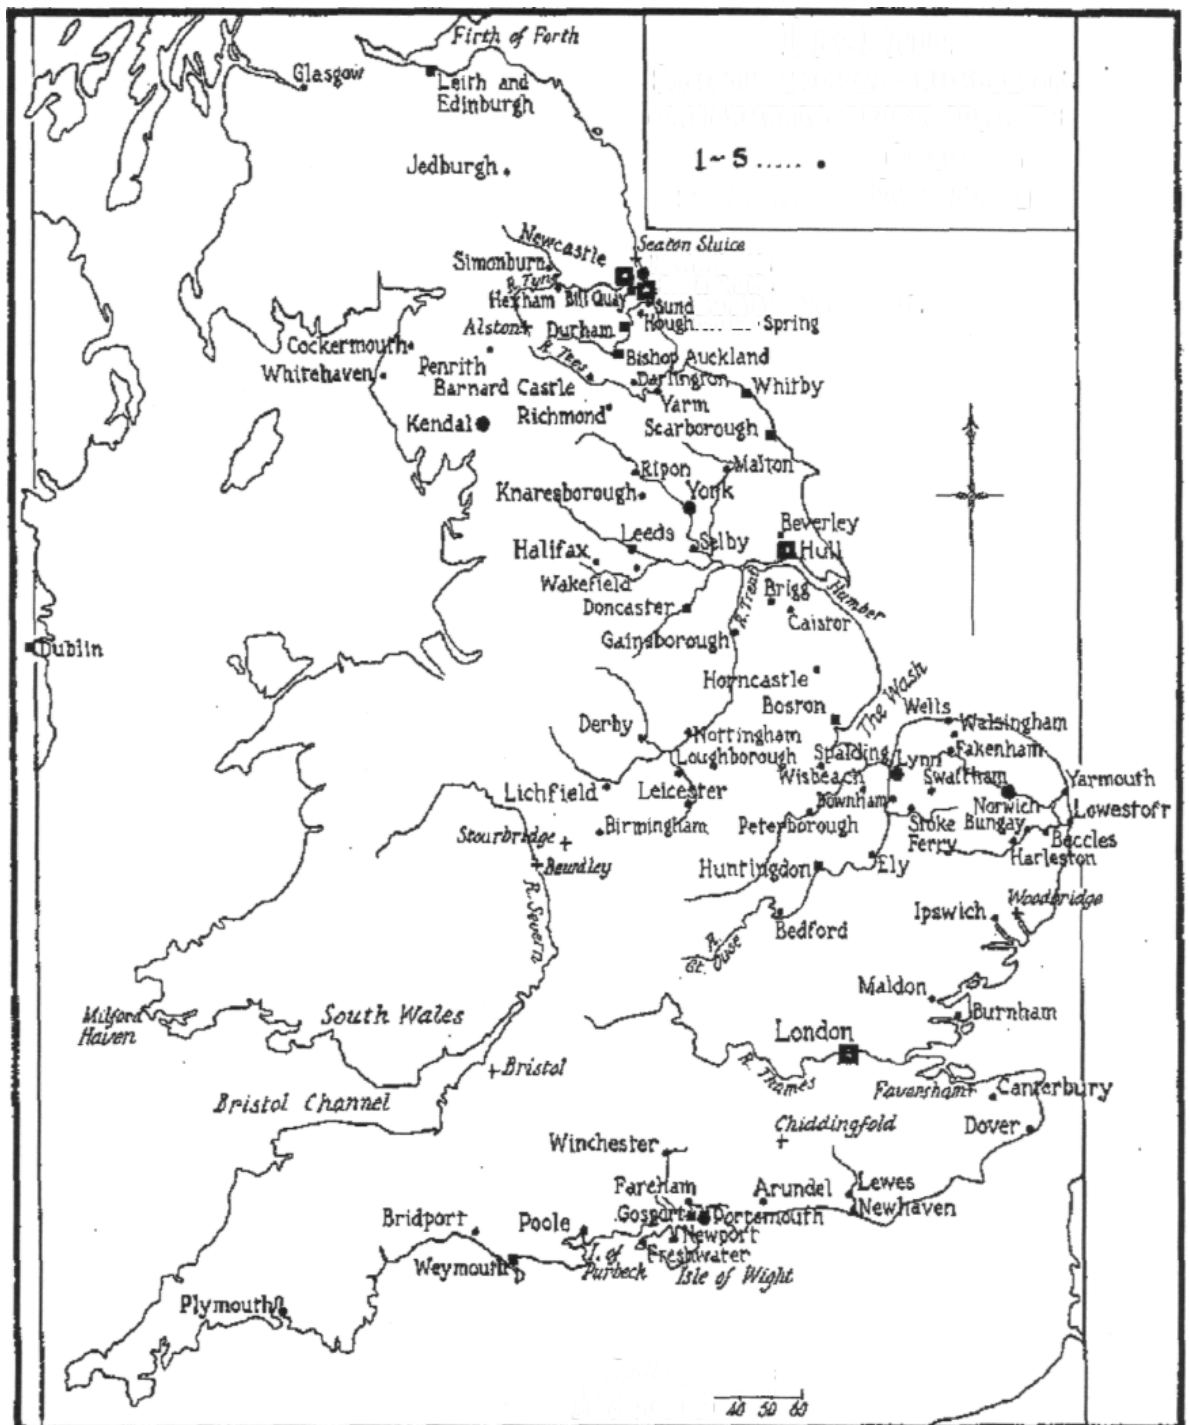 Firth of Forth
Glasgow
Leith and
Edinburgh
1-5 .....
Jedburgh
Newcastle
Seaton Sluice
Simonburn
R. Tyne
Hexham
Bill Quay
Sund
Hough
Spring
Alston
Durham
Cockermouth
R. Tees
Bishop Auckland
Penrith
Whitehaven
Barnard Castle
Darlington
Whitby
Richmond
Yarm
Kendal
Scarborough
Ripon
Malton
Knaresborough
York
Beverley
Leeds
Selby
Hull
Halifax
Wakefield
R. Trent
Brigg
Humber
Doncaster
Caistor
Gainsborough
Dublin
Horncastle
The Wash
Boston
Wells
Walsingham
Derby
Nottingham
Fakenham
Loughborough
Spalding
Lynn
Wisbeach
Swaffham
Yarmouth
Lichfield
Leicester
Downham
Norwich
Lowestoft
Birmingham
Peterborough
Stoke
Ferry
Bungay
Stourbridge
Beccles
Harleston
Bewdley
Huntingdon
Ely
R. Severn
Woodbridge
Ipswich
Bedford
R.
Gt. Ouse
Maldon
Milford
Haven
South Wales
Burnham
London
Bristol
R. Thames
Faversham
Canterbury
Bristol Channel
Chiddingfold
Dover
Winchester
Fareham
Arundel
Lewes
Gosport
Portsmouth
Newhaven
Bridport
Poole
Newport
Freshwater
Weymouth
I. of
Purbeck
Isle of Wight
Plymouth
40 50 60